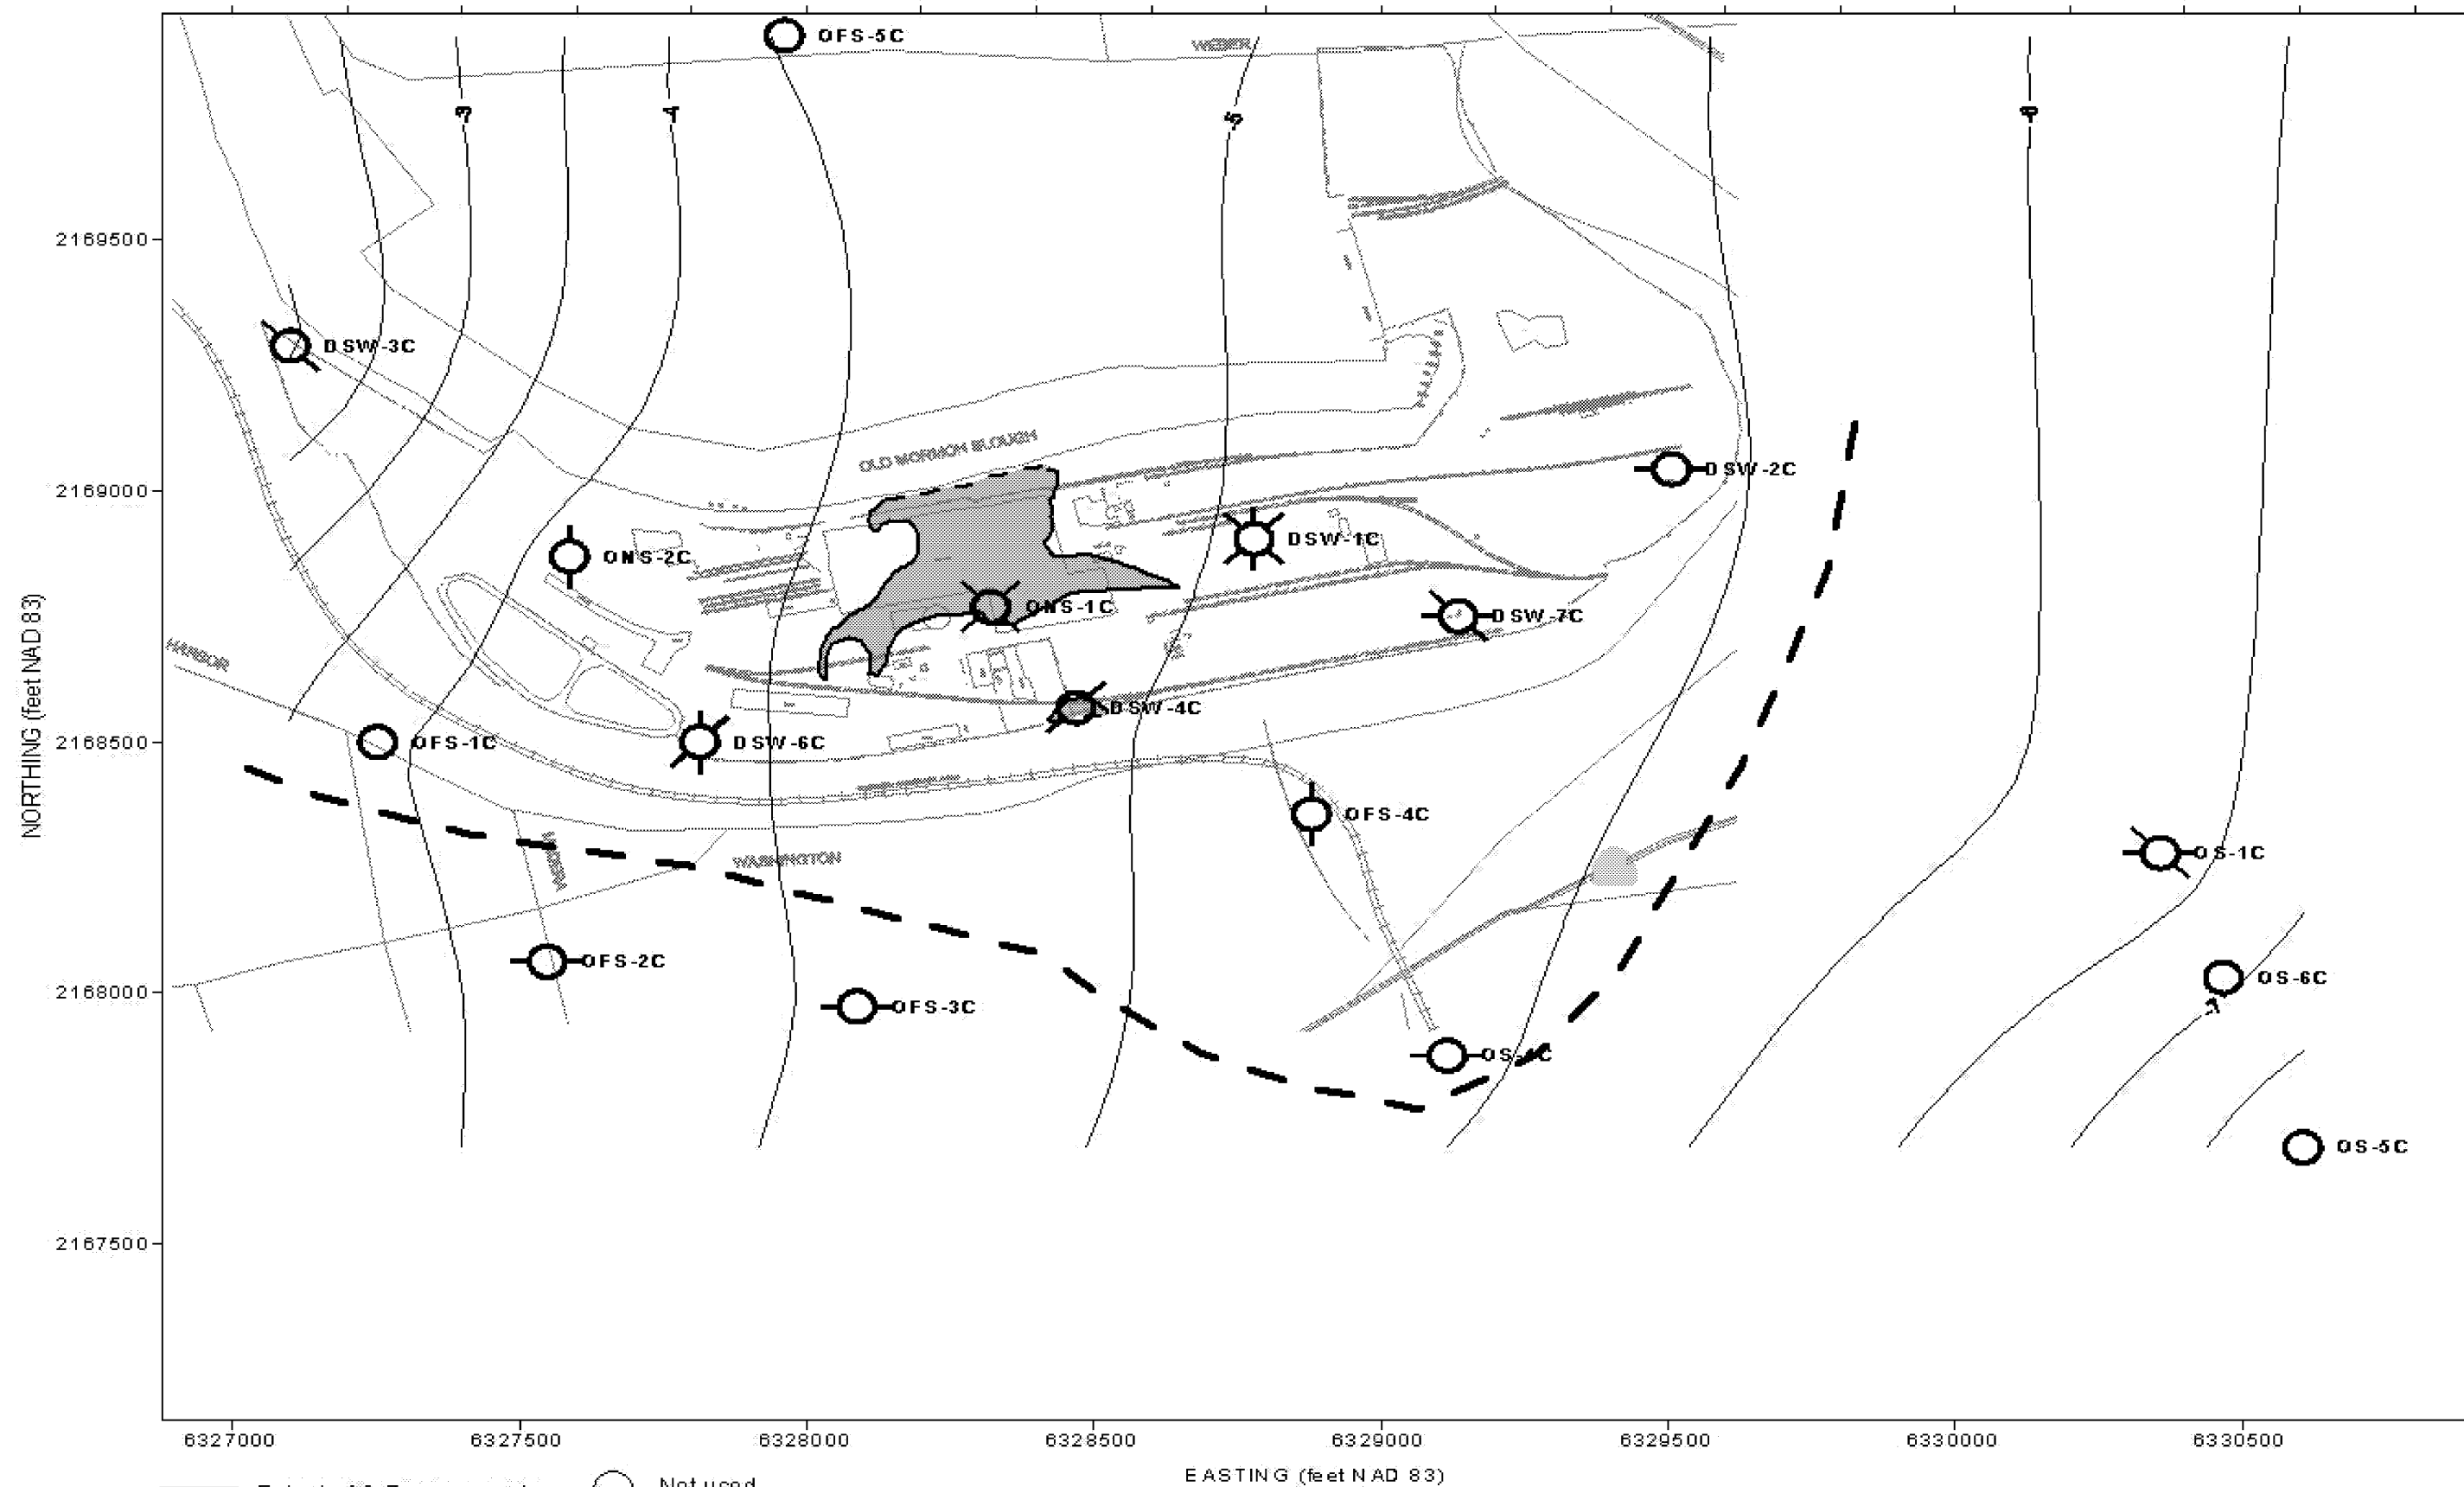 OFS-5C
WEBER
2169500
DSW-3C
OLD MORMON SLOUGH
2169000
DSW-2C
DSW-1C
ONS-2C
ONS-1C
DSW-7C
HARBOR
DSW-4C
2168500
OFS-1C
DSW-6C
OFS-4C
WASHINGTON
OS-1C
OFS-2C
OS-6C
2168000
OFS-3C
OS-5C
2167500
NORTHING (feet NAD 83)
6327000 6327500 6328000 6328500 6329000 6329500 6330000 6330500
EASTING (feet NAD 83)
Not used